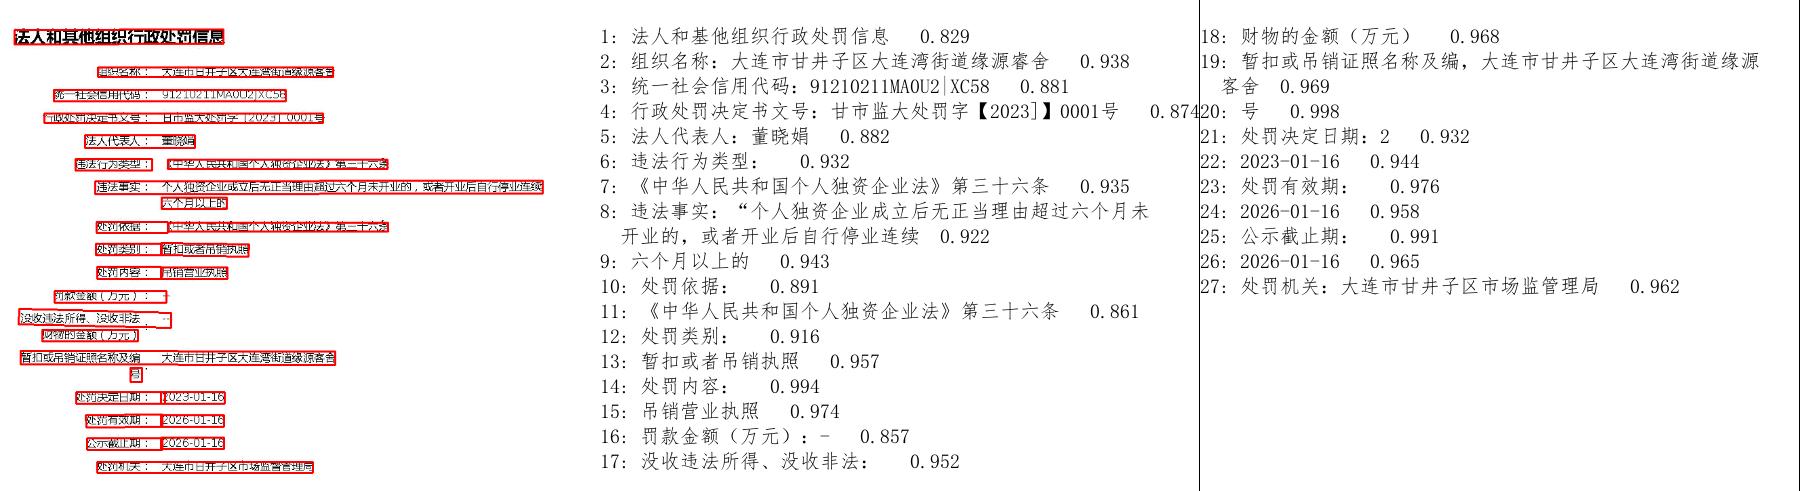 法人和其他组织行政处罚信息
组织名称： 大连市甘井子区大连湾街道缘源客舍
统一社会信用代码： 91210211MA0U2JXC58
行政处罚决定书文号： 甘市监大处罚字【2023】0001号
法人代表人： 董晓娟
违法行为类型： 《中华人民共和国个人独资企业法》第三十六条
违法事实： 个人独资企业成立后无正当理由超过六个月未开业的，或者开业后自行停业连续
六个月以上的
处罚依据： 《中华人民共和国个人独资企业法》第三十六条
处罚类别： 暂扣或者吊销执照
处罚内容： 吊销营业执照
罚款金额（万元）： -
没收违法所得、没收非法 -
财物的金额（万元）
暂扣或吊销证照名称及编 大连市甘井子区大连湾街道缘源客舍
号
处罚决定日期： 2023-01-16
处罚有效期： 2026-01-16
公示截止期： 2026-01-16
处罚机关： 大连市甘井子区市场监督管理局
1: 法人和基他组织行政处罚信息 0.829
2: 组织名称: 大连市甘井子区大连湾街道缘源睿舍 0.938
3: 统一社会信用代码: 91210211MA0U2|XC58 0.881
4: 行政处罚决定书文号: 甘市监大处罚字【2023]】0001号 0.874
5: 法人代表人: 董晓娟 0.882
6: 违法行为类型: 0.932
7: 《中华人民共和国个人独资企业法》第三十六条 0.935
8: 违法事实: “个人独资企业成立后无正当理由超过六个月未
开业的, 或者开业后自行停业连续 0.922
9: 六个月以上的 0.943
10: 处罚依据: 0.891
11: 《中华人民共和国个人独资企业法》第三十六条 0.861
12: 处罚类别: 0.916
13: 暂扣或者吊销执照 0.957
14: 处罚内容: 0.994
15: 吊销营业执照 0.974
16: 罚款金额（万元）: - 0.857
17: 没收违法所得、没收非法: 0.952
18: 财物的金额（万元） 0.968
19: 暂扣或吊销证照名称及编, 大连市甘井子区大连湾街道缘源
客舍 0.969
20: 号 0.998
21: 处罚决定日期: 2 0.932
22: 2023-01-16 0.944
23: 处罚有效期: 0.976
24: 2026-01-16 0.958
25: 公示截止期: 0.991
26: 2026-01-16 0.965
27: 处罚机关: 大连市甘井子区市场监管理局 0.962